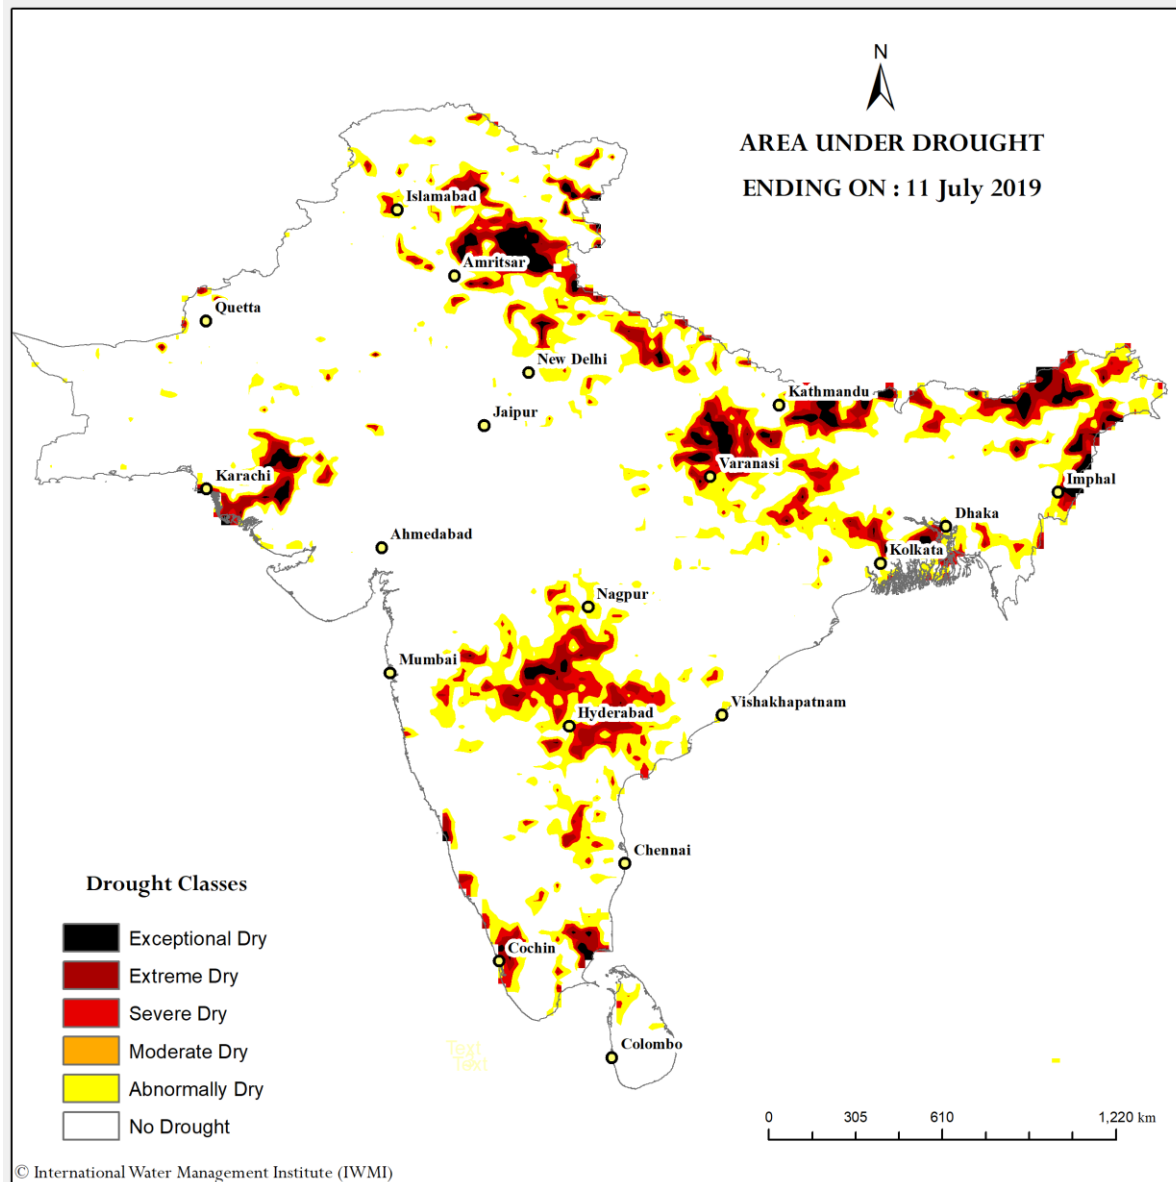 N
AREA UNDER DROUGHT
ENDING ON : 11 July 2019
Islamabad
Amritsar
Quetta
New Delhi
Kathmandu
Jaipur
Varanasi
Karachi
Imphal
Dhaka
Ahmedabad
Kolkata
Nagpur
Mumbai
Vishakhapatnam
Hyderabad
Chennai
Drought Classes
Exceptional Dry
Cochin
Extreme Dry
Severe Dry
Moderate Dry
Colombo
Text
Text
Abnormally Dry
No Drought
0 305 610 1,220 km
© International Water Management Institute (IWMI)